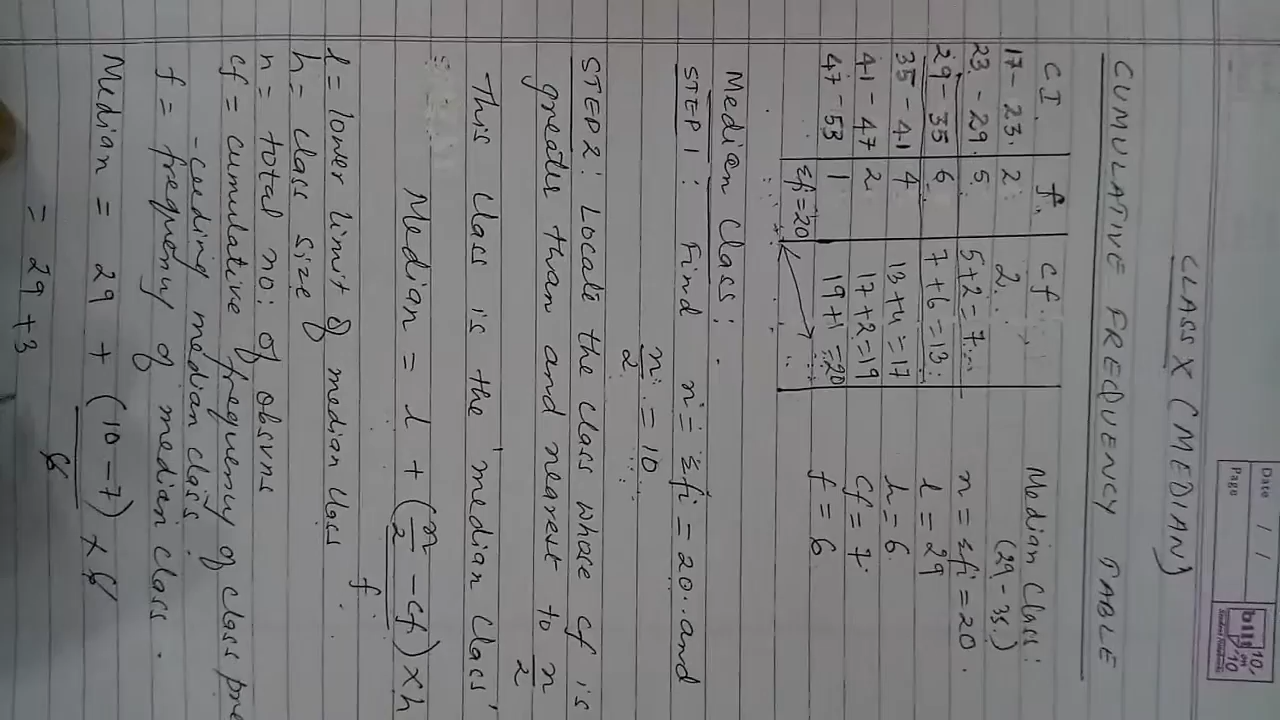 Date / /
Page
CLASS X (MEDIAN)
CUMULATIVE FREQUENCY TABLE
CI. f. cf
17 - 23. 2 2.
23 - 29. 5. 5+2=7
29 - 35 6. 7+6=13.
35 - 41 4 13+4=17
41 - 47 2 17+2=19
47 - 53 1 19+1=20
Σfi=20
Median Class:
(29-35.)
n = Σfi = 20.
l = 29
h = 6
cf = 7.
f = 6
Median Class:
STEP 1: Find n = Σfi = 20.. and
n/2 = 10
STEP 2: Locate the class whose cf is
greater than and nearest to n/2
This class is the 'median class'
Median = l + (n/2 - cf) × h
f.
l = lower limit of median class
h = class size
n = total no: of obsvns
cf = cumulative frequency of class pre
-ceeding median class.
f = frequency of median class.
Median = 29 + (10 - 7) × 6
6
= 29 + 3